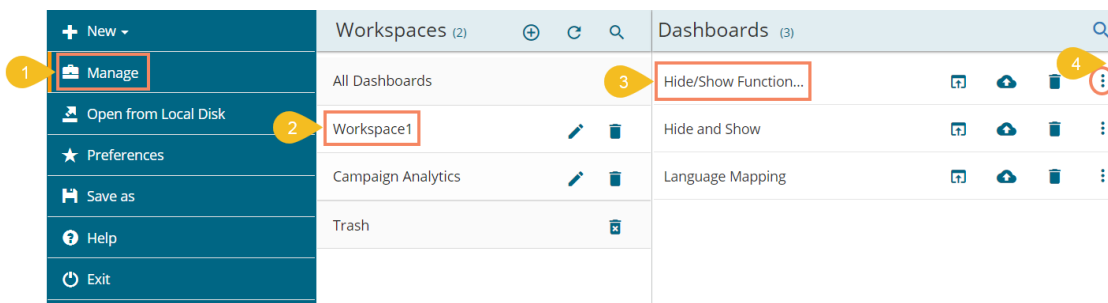 New
1
Manage
Open from Local Disk
Preferences
Save as
Help
Exit
Workspaces (2)
All Dashboards
2
Workspace1
Campaign Analytics
Trash
Dashboards (3)
3
Hide/Show Function...
4
Hide and Show
Language Mapping